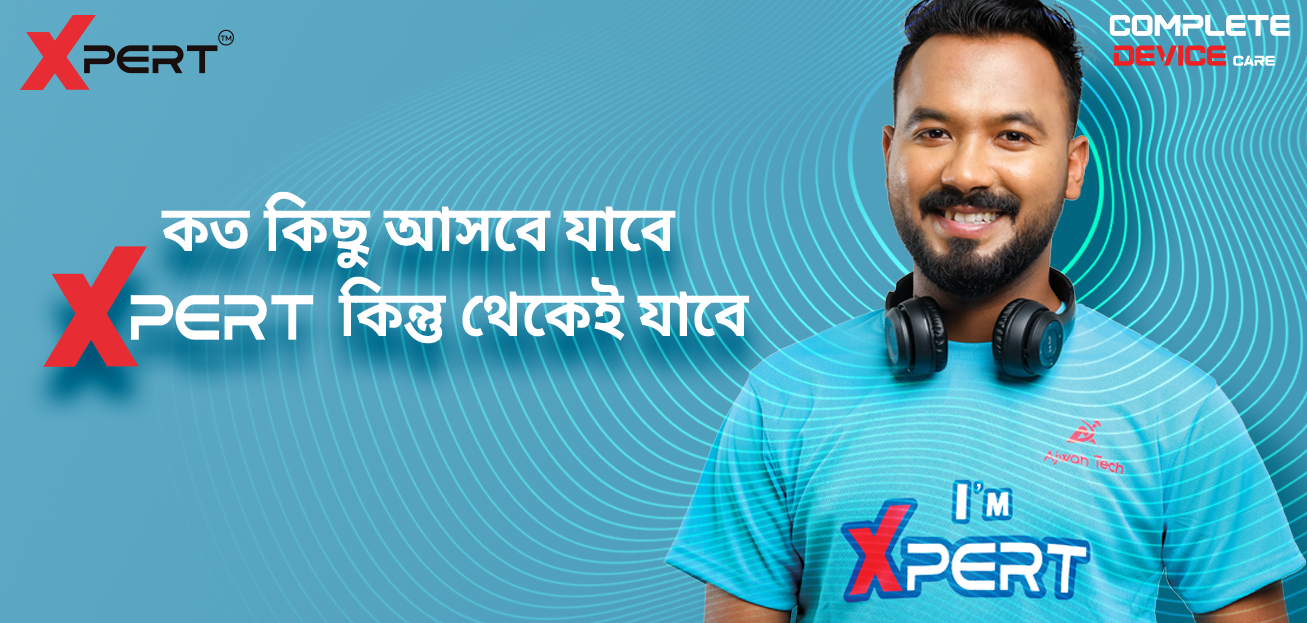 XPERT™
COMPLETE
DEVICE CARE
কত কিছু আসবে যাবে
XPERT কিন্তু থেকেই যাবে
Ajwan Tech
I'M
XPERT